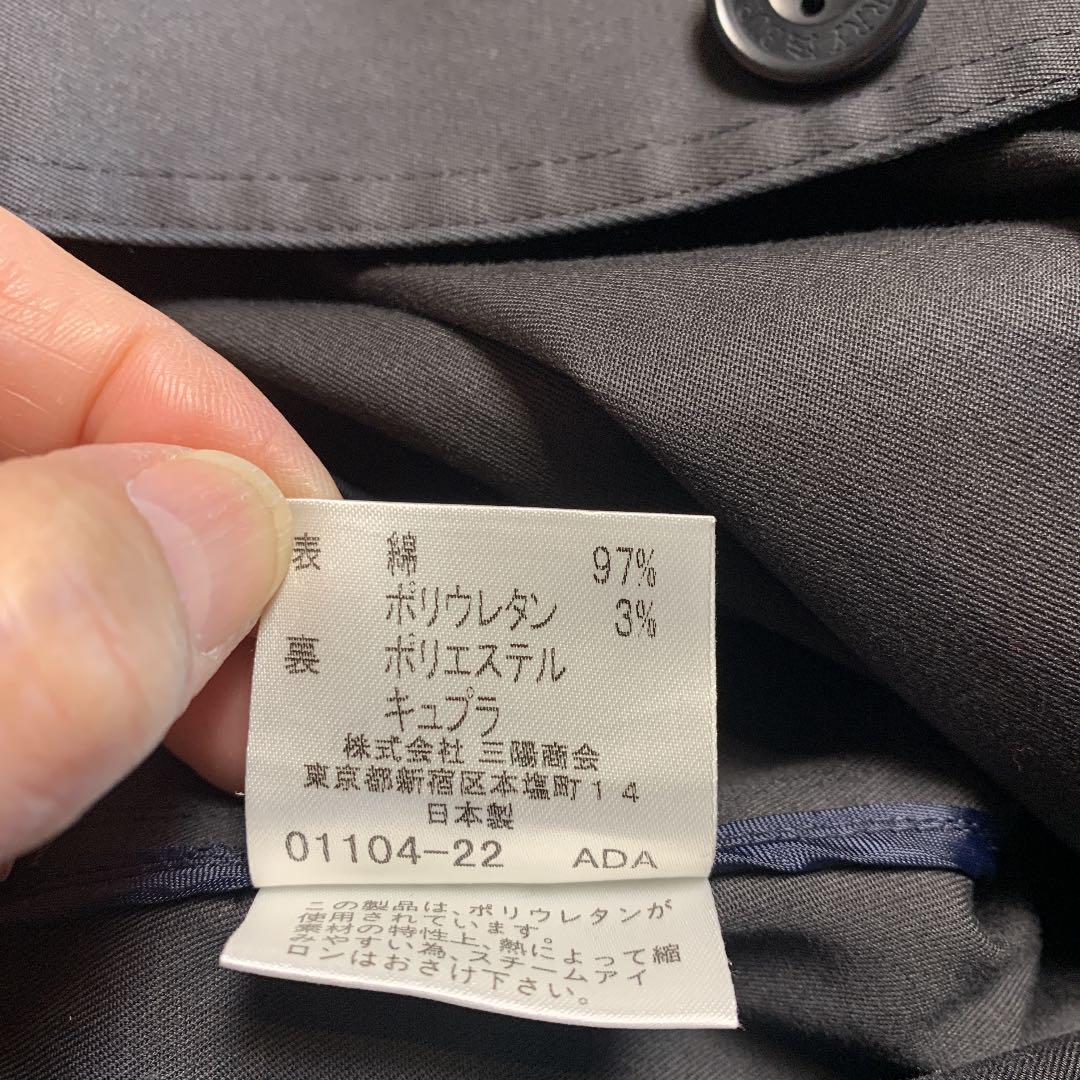 表 綿 97%
ポリウレタン 3%
裏 ポリエステル
キュプラ
株式会社 三陽商会
東京都新宿区本塩町14
日本製
01104-22 ADA
この製品は、ポリウレタンが
使用されています。
素材の特性上、熱によって縮
みやすい為、スチームアイ
ロンはおさけ下さい。